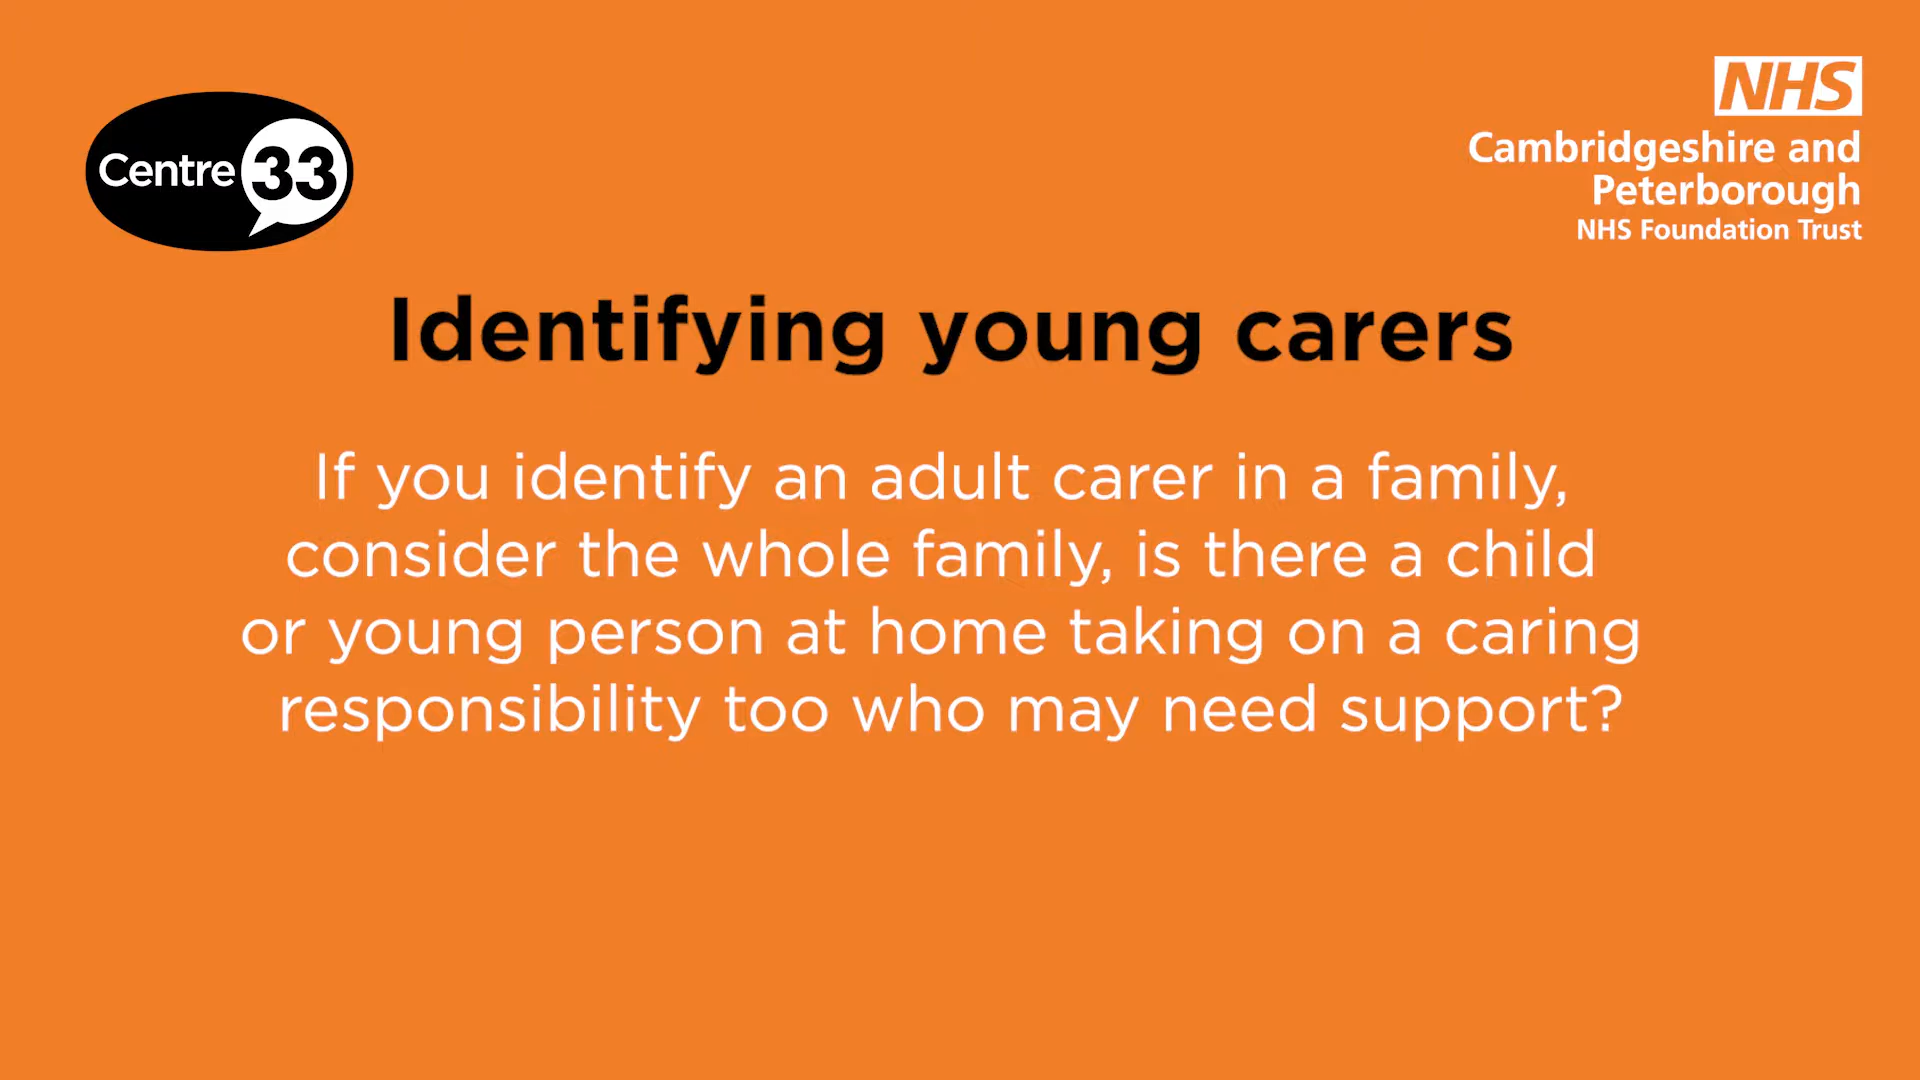 Centre 33
NHS
Cambridgeshire and
Peterborough
NHS Foundation Trust
Identifying young carers
If you identify an adult carer in a family,
consider the whole family, is there a child
or young person at home taking on a caring
responsibility too who may need support?